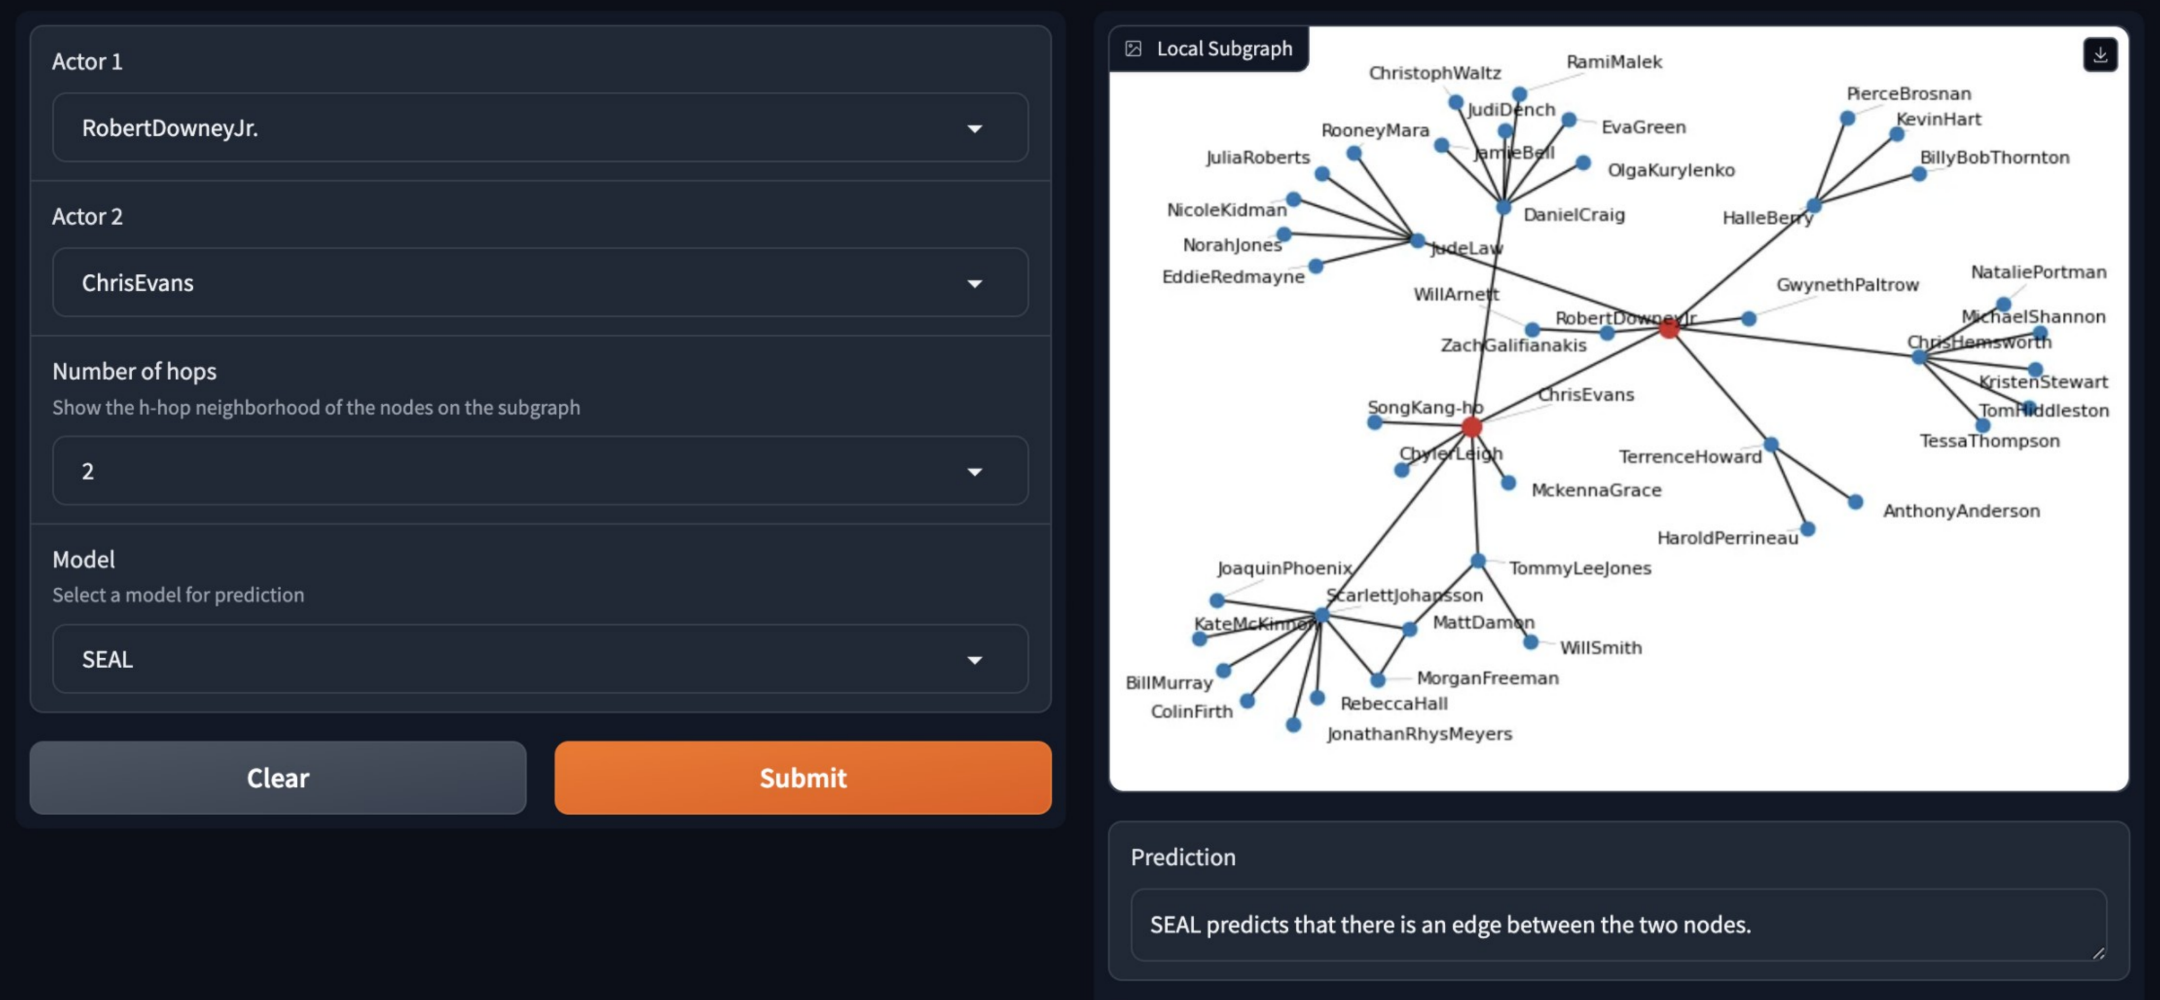 Actor 1
RobertDowneyJr.
Actor 2
ChrisEvans
Number of hops
Show the h-hop neighborhood of the nodes on the subgraph
2
Model
Select a model for prediction
SEAL
Clear
Submit
Local Subgraph
RamiMalek
ChristophWaltz
PierceBrosnan
JudiDench
KevinHart
EvaGreen
RooneyMara
JamieBell
JuliaRoberts
BillyBobThornton
OlgaKurylenko
NicoleKidman
DanielCraig
HalleBerry
NorahJones
JudeLaw
EddieRedmayne
NataliePortman
GwynethPaltrow
WillArnett
RobertDowneyJr.
MichaelShannon
ZachGalifianakis
ChrisHemsworth
KristenStewart
ChrisEvans
SongKang-ho
TomHiddleston
TessaThompson
ChylerLeigh
TerrenceHoward
MckennaGrace
AnthonyAnderson
HaroldPerrineau
JoaquinPhoenix
TommyLeeJones
ScarlettJohansson
KateMcKinnon
MattDamon
WillSmith
BillMurray
MorganFreeman
ColinFirth
RebeccaHall
JonathanRhysMeyers
Prediction
SEAL predicts that there is an edge between the two nodes.